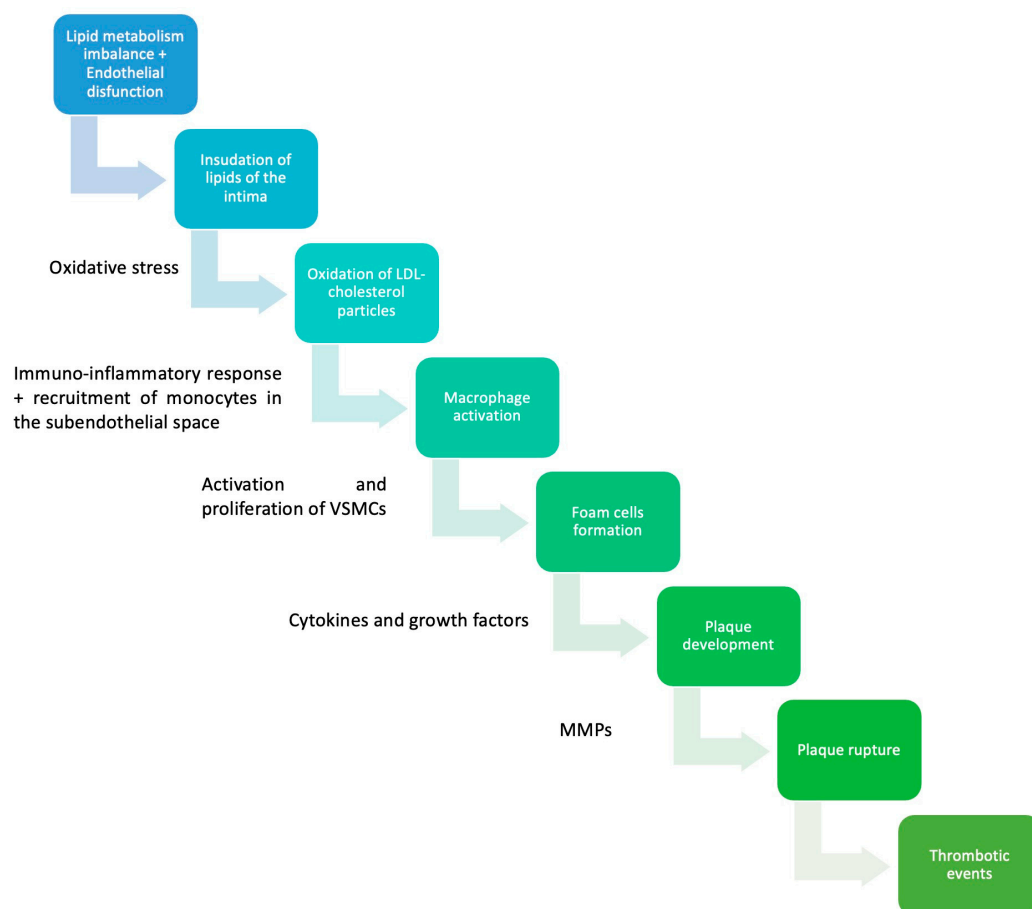 Lipid metabolism
imbalance +
Endothelial
disfunction
Insudation of
lipids of the
intima
Oxidative stress
Oxidation of LDL-
cholesterol
particles
Immuno-inflammatory response
+ recruitment of monocytes in
the subendothelial space
Macrophage
activation
Activation and
proliferation of VSMCs
Foam cells
formation
Cytokines and growth factors
Plaque
development
MMPs
Plaque rupture
Thrombotic
events